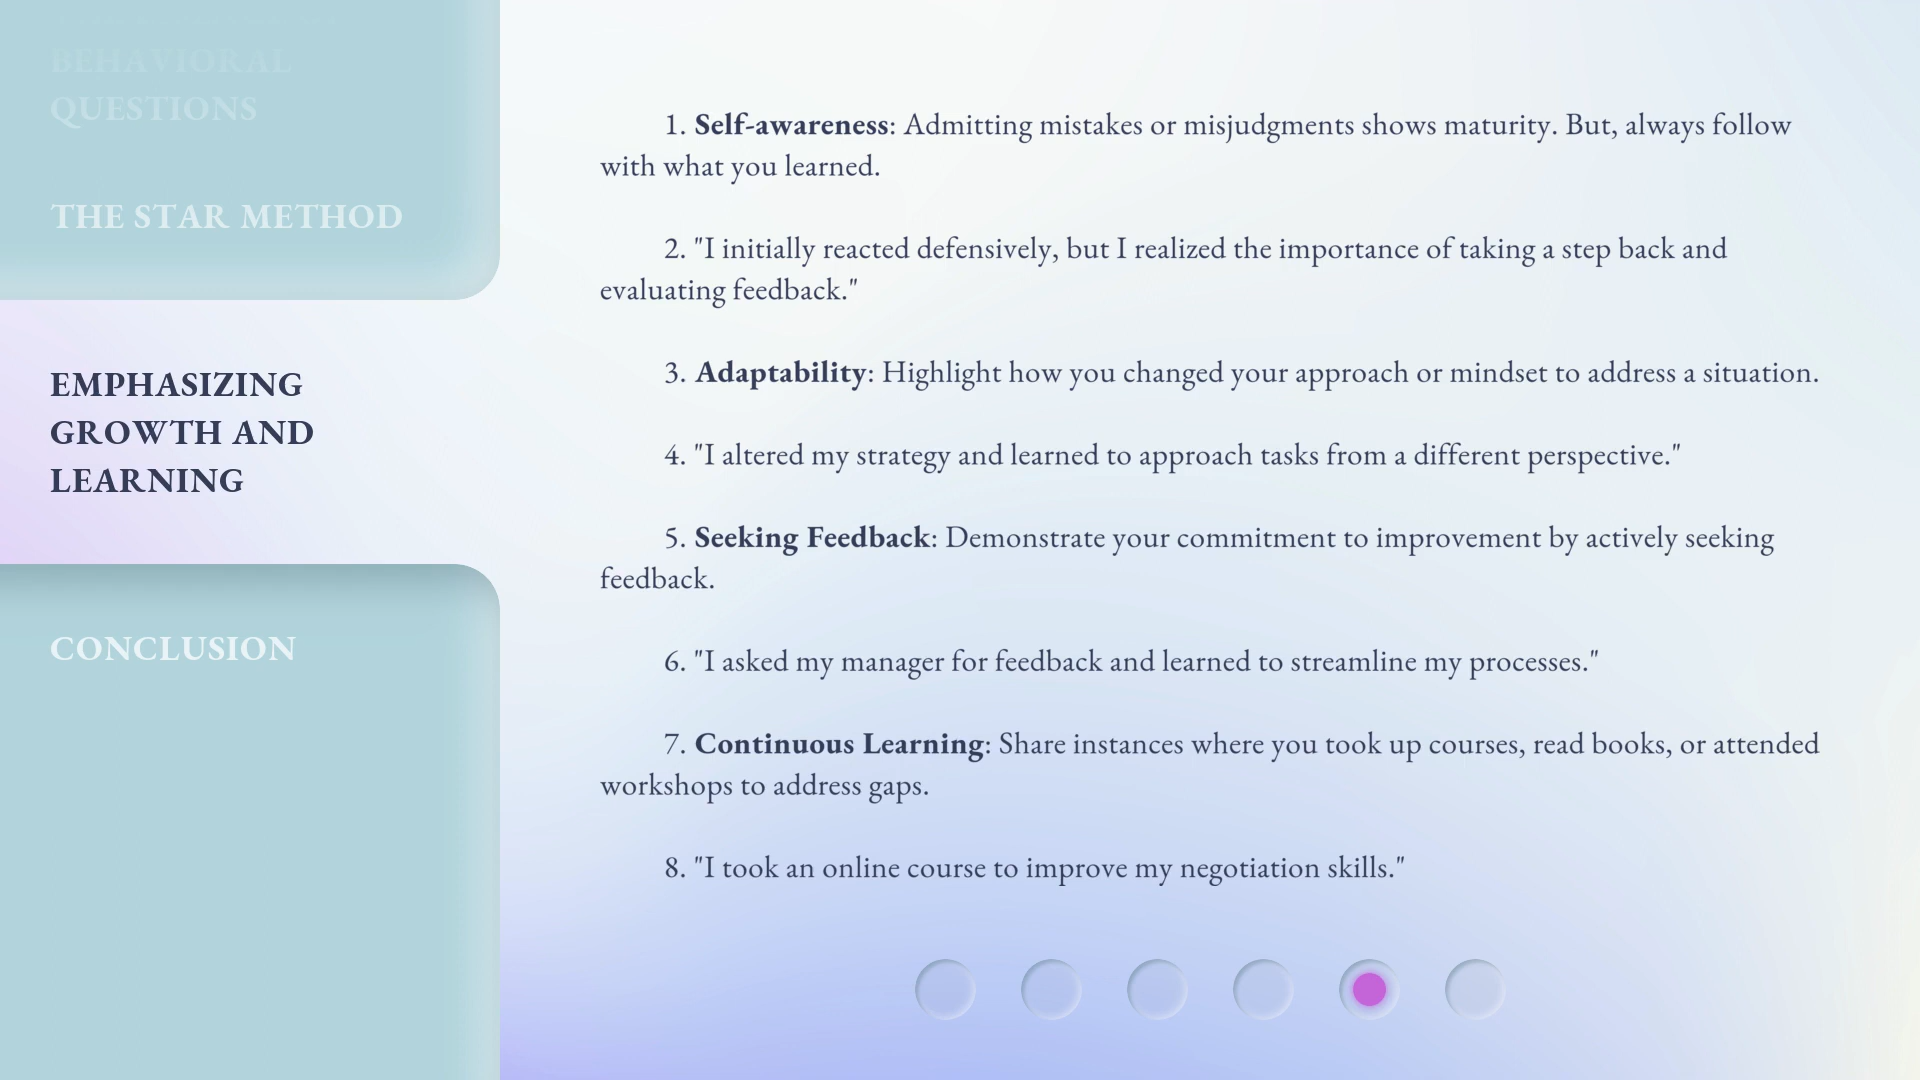 BEHAVIORAL
QUESTIONS
THE STAR METHOD
EMPHASIZING
GROWTH AND
LEARNING
CONCLUSION
1. Self-awareness: Admitting mistakes or misjudgments shows maturity. But, always follow
with what you learned.
2. "I initially reacted defensively, but I realized the importance of taking a step back and
evaluating feedback."
3. Adaptability: Highlight how you changed your approach or mindset to address a situation.
4. "I altered my strategy and learned to approach tasks from a different perspective."
5. Seeking Feedback: Demonstrate your commitment to improvement by actively seeking
feedback.
6. "I asked my manager for feedback and learned to streamline my processes."
7. Continuous Learning: Share instances where you took up courses, read books, or attended
workshops to address gaps.
8. "I took an online course to improve my negotiation skills."